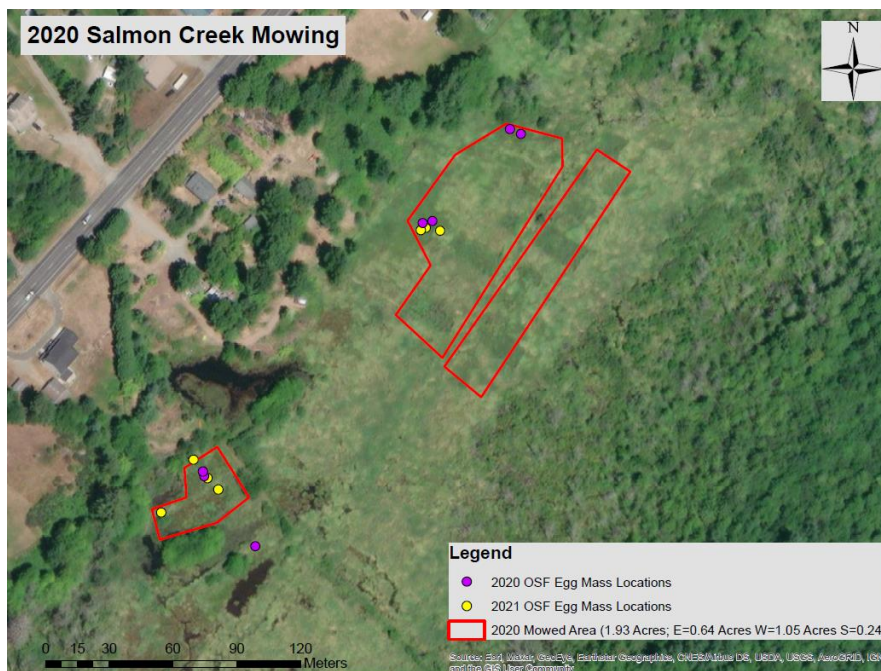 2020 Salmon Creek Mowing
N
Legend
2020 OSF Egg Mass Locations
2021 OSF Egg Mass Locations
2020 Mowed Area (1.93 Acres; E=0.64 Acres W=1.05 Acres S=0.24
0 15 30 60 90 120
Meters
Source: Esri, Maxar, GeoEye, Earthstar Geographics, CNES/Airbus DS, USDA, USGS, AeroGRID, IGN
and the GIS User Community